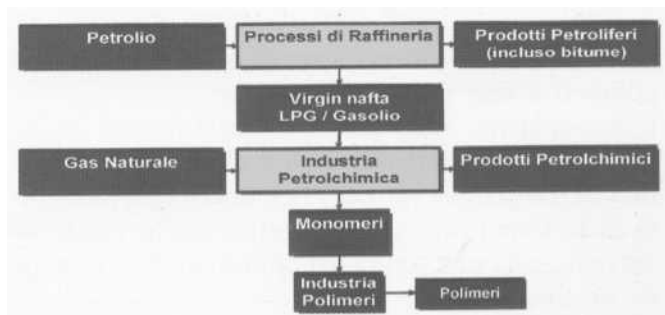 Petrolio
Processi di Raffineria
Prodotti Petroliferi
(incluso bitume)
Virgin nafta
LPG / Gasolio
Gas Naturale
Industria
Petrolchimica
Prodotti Petrolchimici
Monomeri
Industria
Polimeri
Polimeri